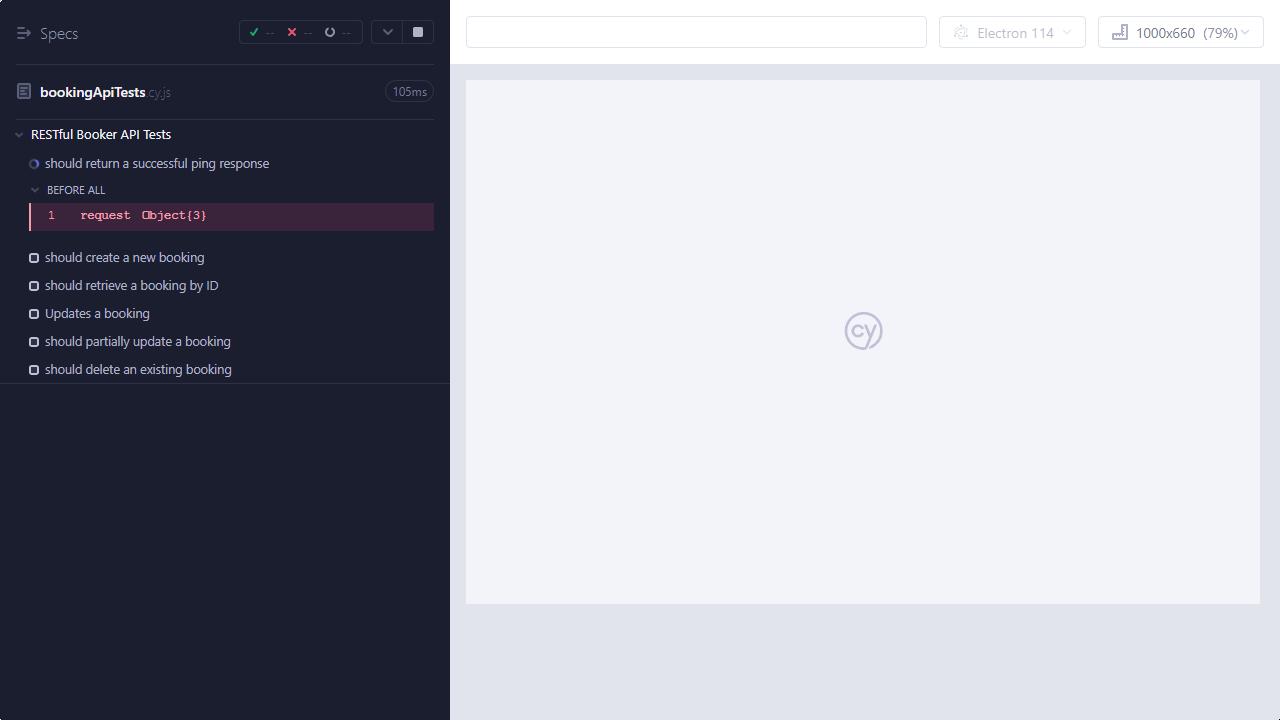 Specs
-- -- --
bookingApiTests.cy.js
105ms
RESTful Booker API Tests
should return a successful ping response
BEFORE ALL
1 request Object{3}
should create a new booking
should retrieve a booking by ID
Updates a booking
should partially update a booking
should delete an existing booking
Electron 114
1000x660 (79%)
cy